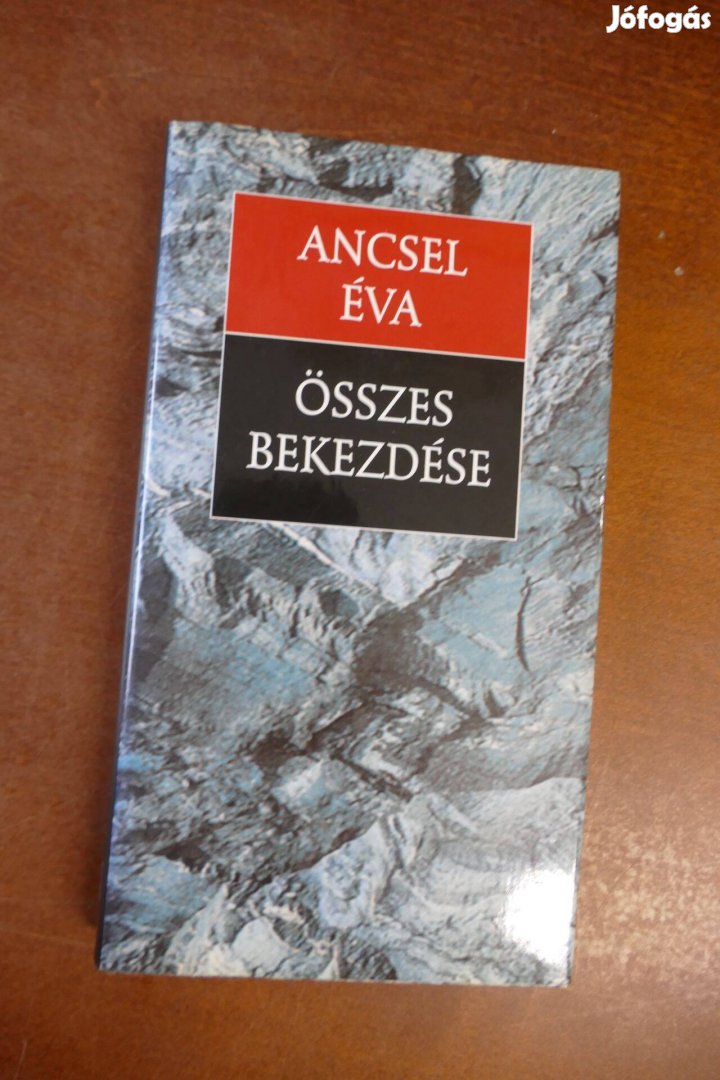 Jófogás
ANCSEL
ÉVA
ÖSSZES
BEKEZDÉSE